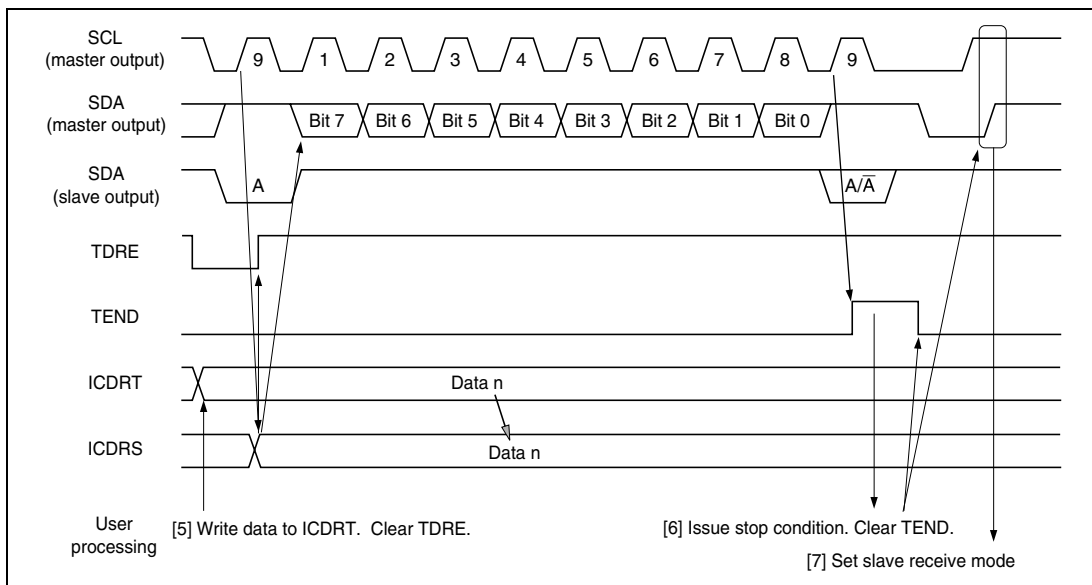 SCL
(master output)
9 1 2 3 4 5 6 7 8 9
SDA
(master output)
Bit 7 Bit 6 Bit 5 Bit 4 Bit 3 Bit 2 Bit 1 Bit 0
SDA
(slave output)
A A/A̅
TDRE
TEND
ICDRT
Data n
ICDRS
Data n
User
processing
[5] Write data to ICDRT. Clear TDRE.
[6] Issue stop condition. Clear TEND.
[7] Set slave receive mode